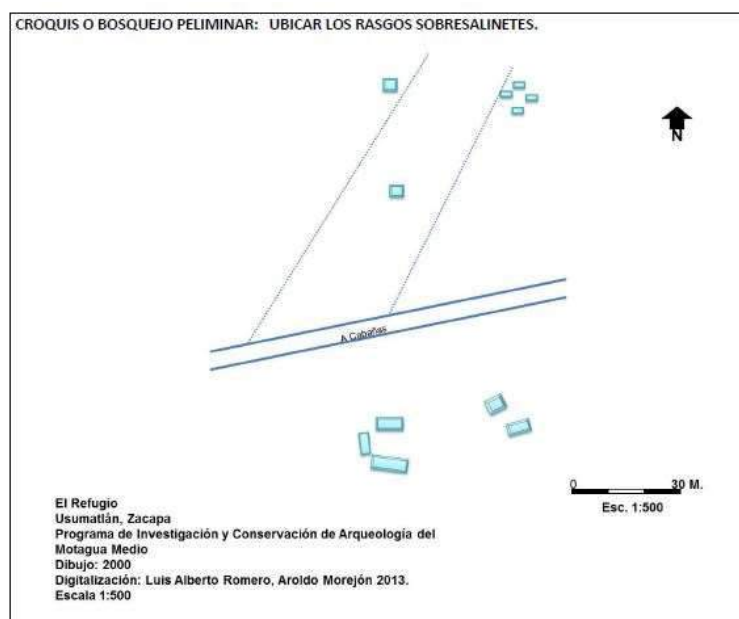 CROQUIS O BOSQUEJO PELIMINAR: UBICAR LOS RASGOS SOBRESALINETES.
N
A Cabañas
0 30 M.
Esc. 1:500
El Refugio
Usumatlán, Zacapa
Programa de Investigación y Conservación de Arqueología del
Motagua Medio
Dibujo: 2000
Digitalización: Luis Alberto Romero, Aroldo Morejón 2013.
Escala 1:500